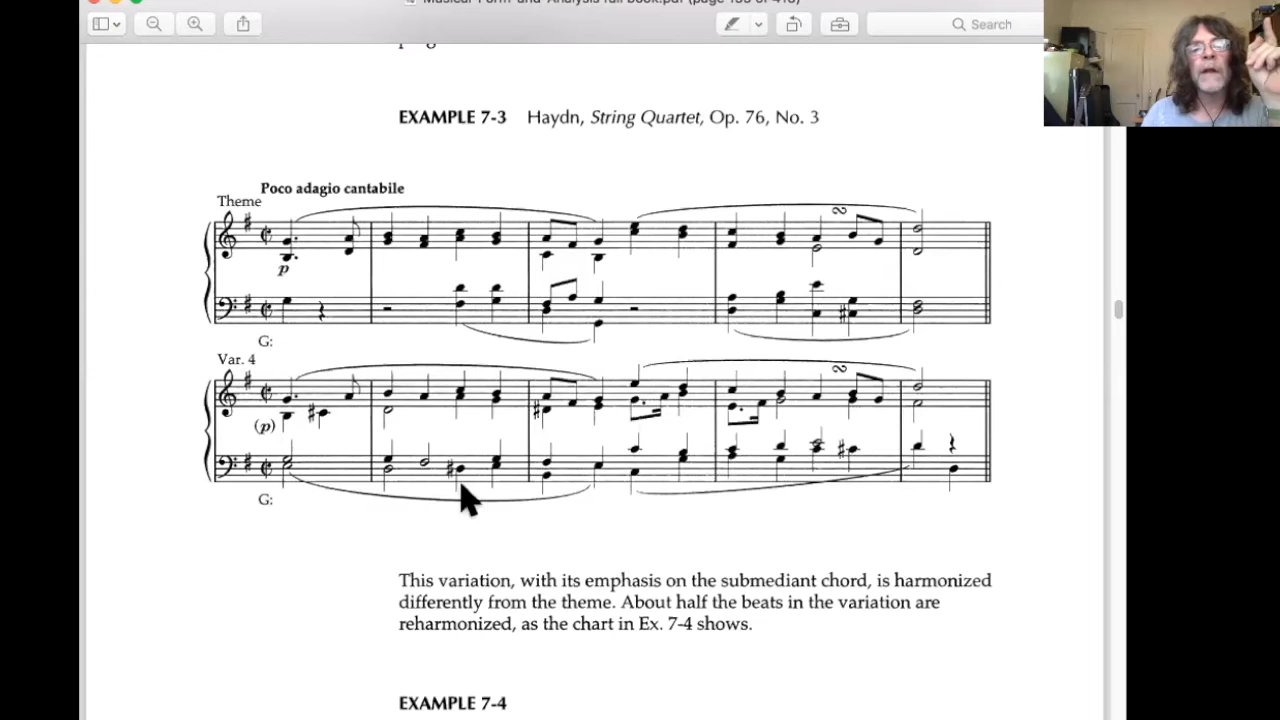 Search
EXAMPLE 7-3 Haydn, String Quartet, Op. 76, No. 3
Poco adagio cantabile
Theme
p
G:
Var. 4
(p)
G:
This variation, with its emphasis on the submediant chord, is harmonized
differently from the theme. About half the beats in the variation are
reharmonized, as the chart in Ex. 7-4 shows.
EXAMPLE 7-4